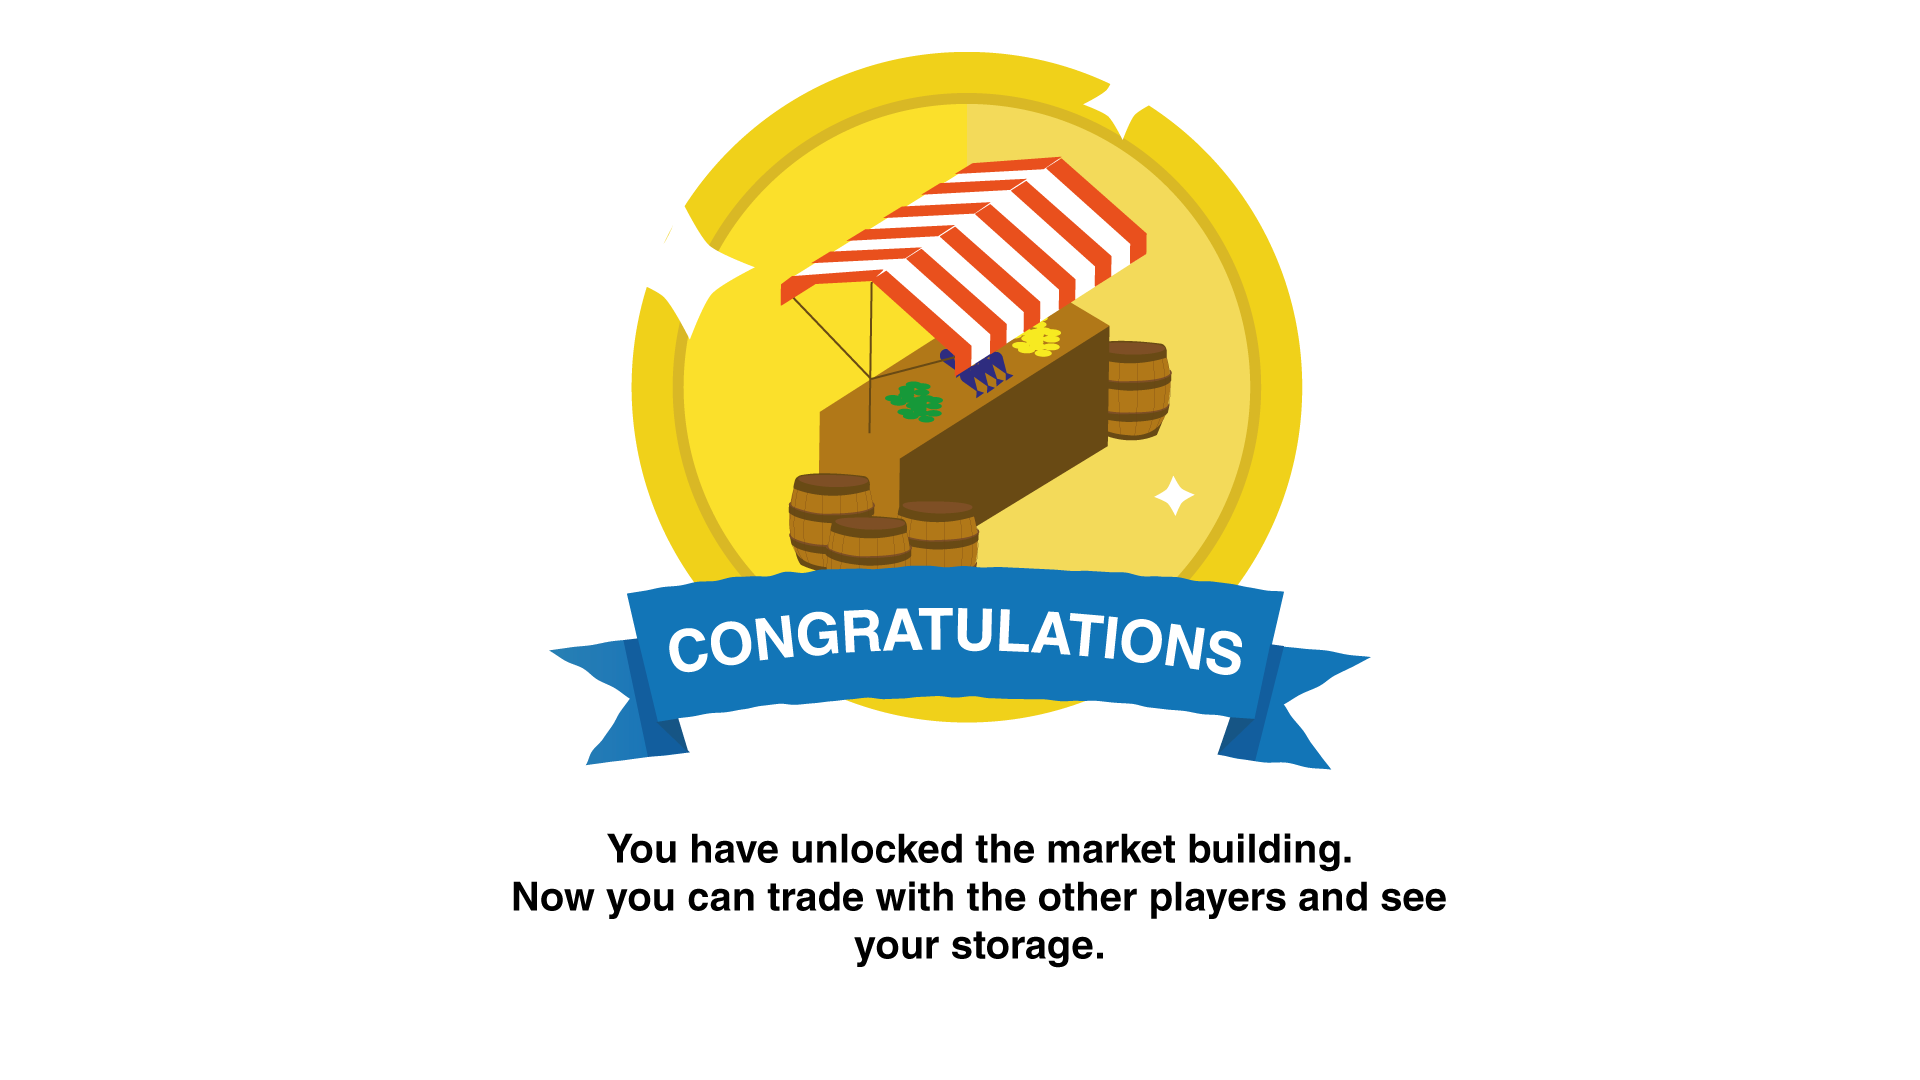 CONGRATULATIONS
You have unlocked the market building.
Now you can trade with the other players and see
your storage.